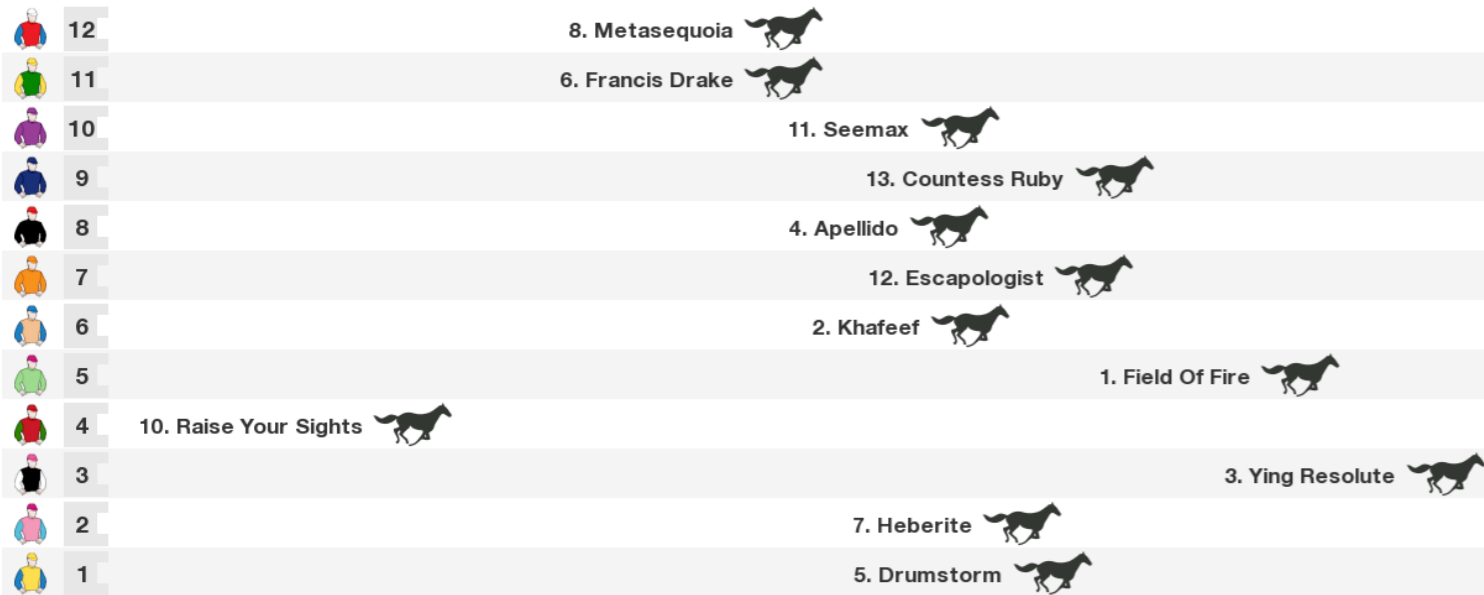 12 8. Metasequoia
11 6. Francis Drake
10 11. Seemax
9 13. Countess Ruby
8 4. Apellido
7 12. Escapologist
6 2. Khafeef
5 1. Field Of Fire
4 10. Raise Your Sights
3 3. Ying Resolute
2 7. Heberite
1 5. Drumstorm